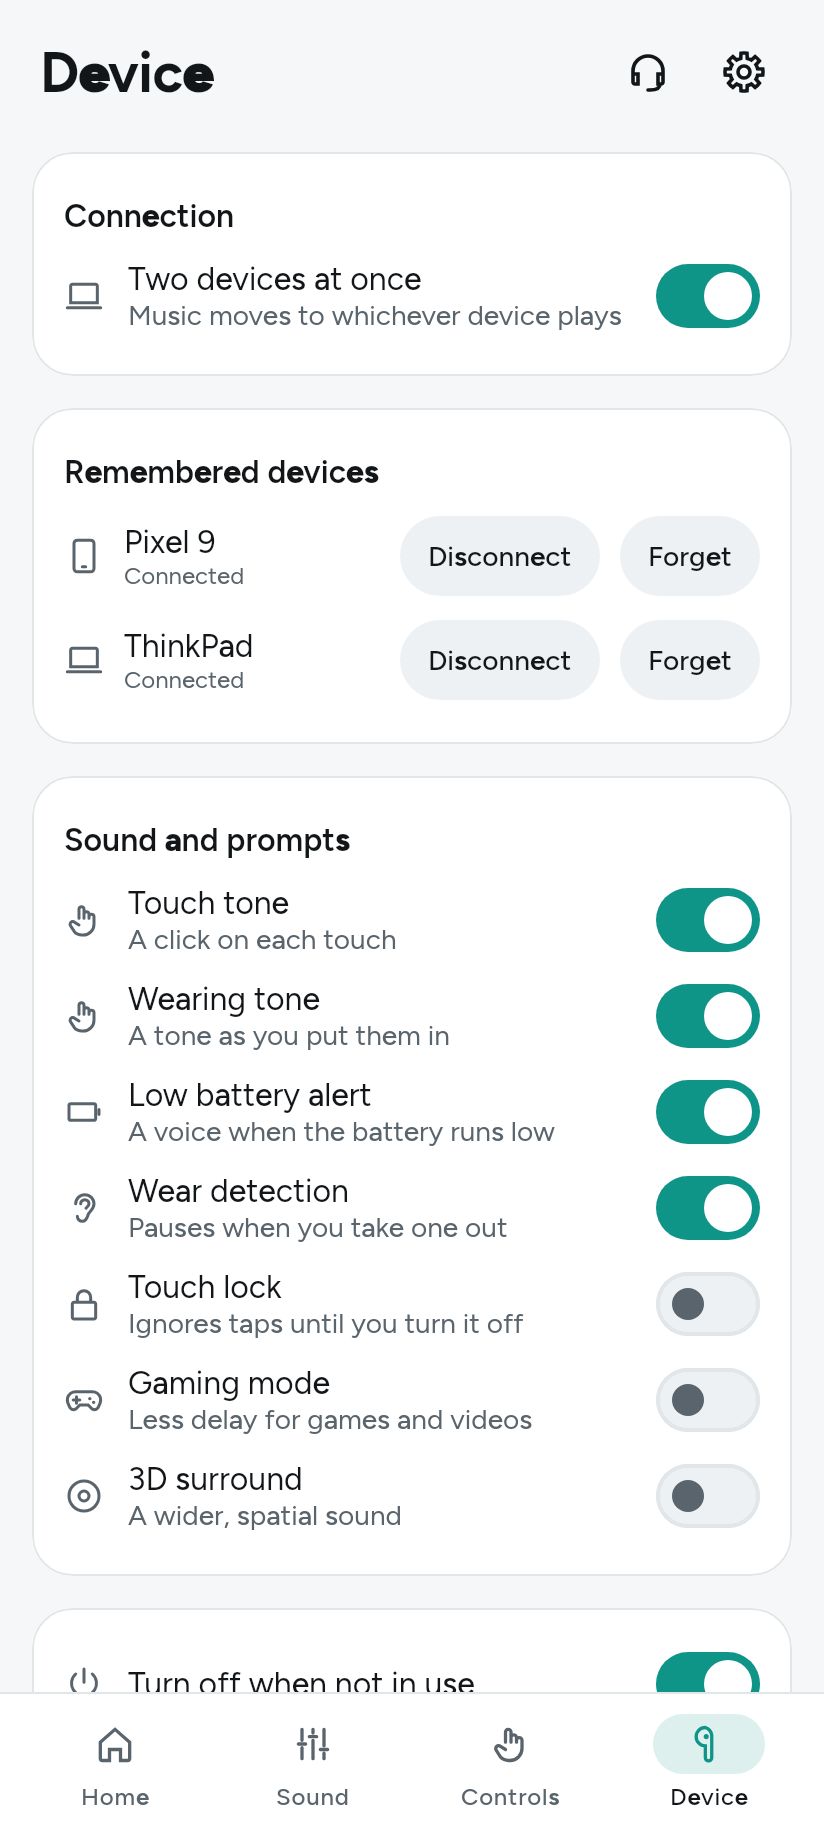 Device
Connection
Two devices at once
Music moves to whichever device plays
Remembered devices
Pixel 9
Connected
Disconnect
Forget
ThinkPad
Connected
Disconnect
Forget
Sound and prompts
Touch tone
A click on each touch
Wearing tone
A tone as you put them in
Low battery alert
A voice when the battery runs low
Wear detection
Pauses when you take one out
Touch lock
Ignores taps until you turn it off
Gaming mode
Less delay for games and videos
3D surround
A wider, spatial sound
Turn off when not in use
Home
Sound
Controls
Device